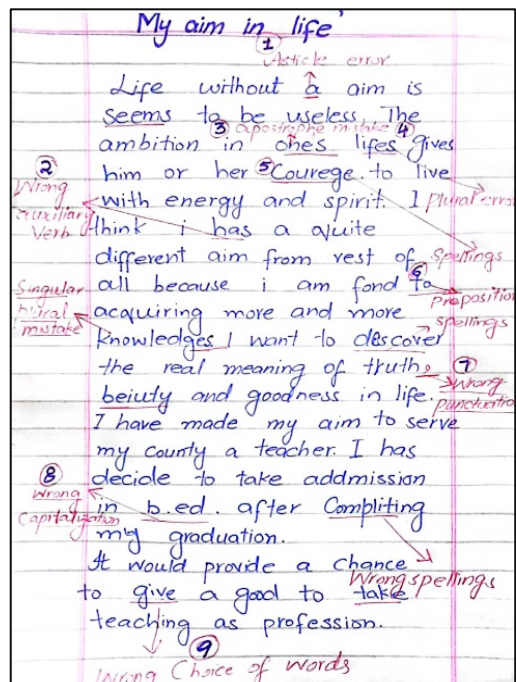 My aim in life'
①
Article error
Life without a aim is
seems to be useless. The
③ apostrophe mistake ④
ambition in ones lifes gives
②
him or her ⑤ Courege. to live
Wrong
auxiliary
Verb
with energy and spirit. I
Plural error
think i has a quite
different aim from rest of
Spellings
⑥
all because i am fond to
Preposition
Singular
plural
mistake
acquiring more and more
spellings
knowledges I want to discover
the real meaning of truth,
⑦
Wrong
punctuation
beiuty and goodness in life.
I have made my aim to serve
my county a teacher. I has
⑧
decide to take addmission
Wrong
Capitalization
in b.ed. after Compliting
my graduation.
It would provide a chance
Wrong spellings
to give a good to take
teaching as profession.
⑨
Wrong Choice of words